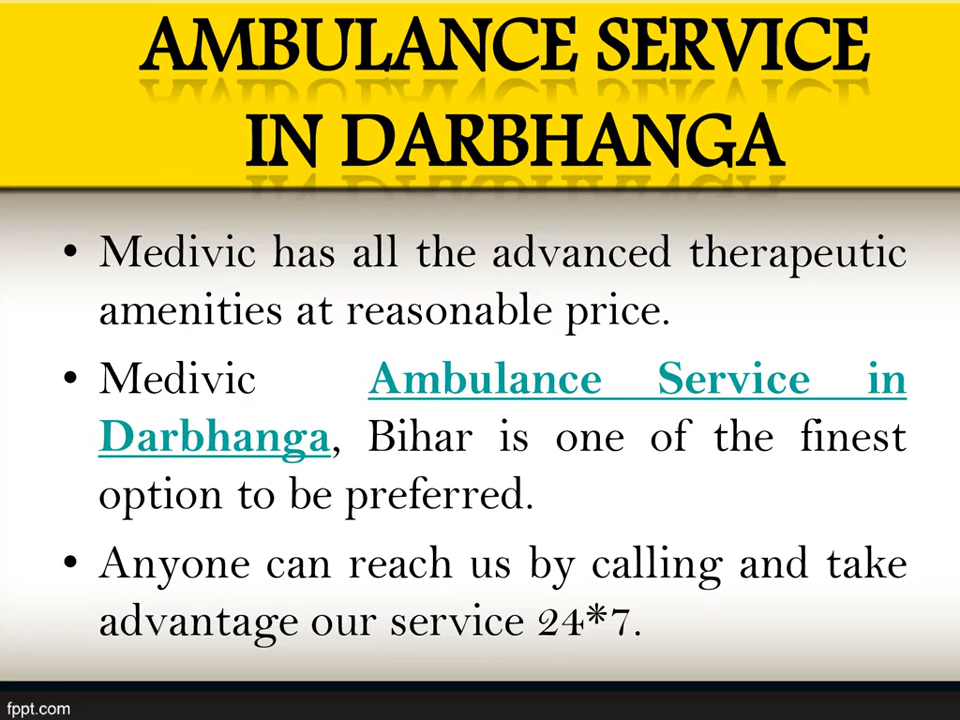 AMBULANCE SERVICE
IN DARBHANGA
• Medivic has all the advanced therapeutic
amenities at reasonable price.
• Medivic Ambulance Service in
Darbhanga, Bihar is one of the finest
option to be preferred.
• Anyone can reach us by calling and take
advantage our service 24*7.
fppt.com